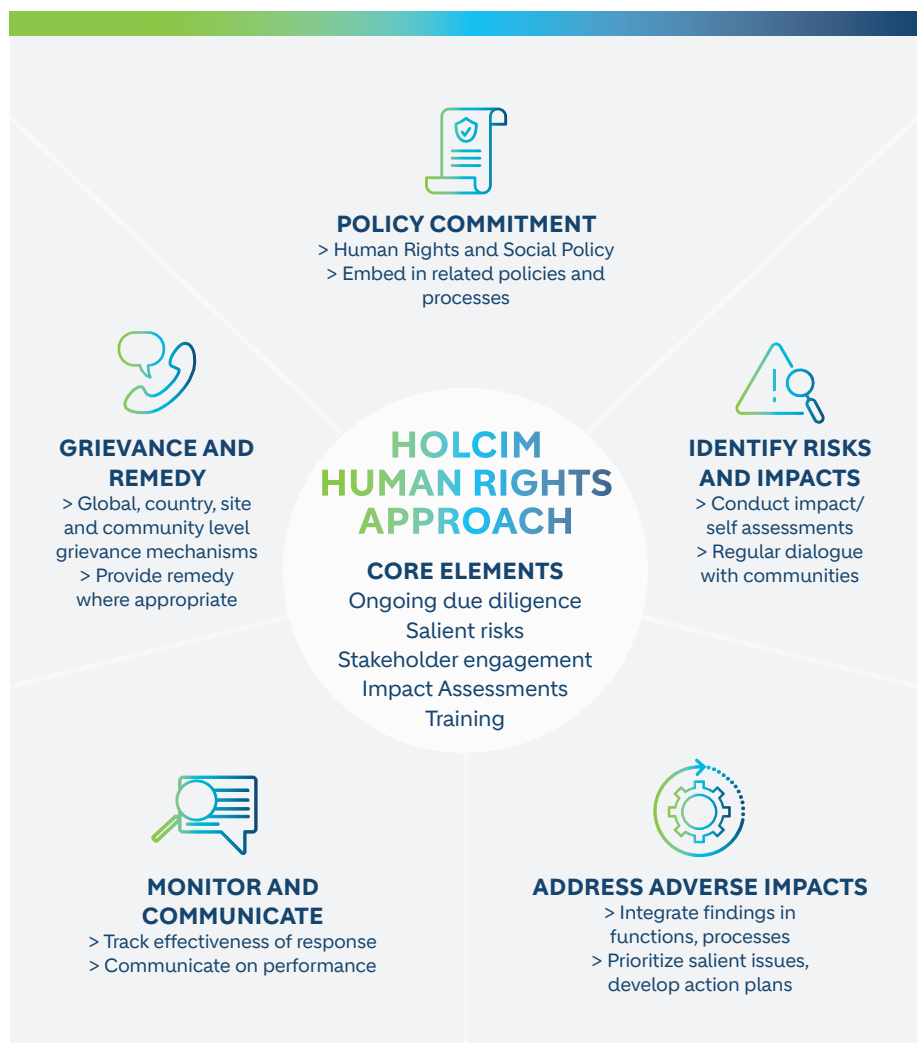 POLICY COMMITMENT
> Human Rights and Social Policy
> Embed in related policies and
processes
GRIEVANCE AND
REMEDY
> Global, country, site
and community level
grievance mechanisms
> Provide remedy
where appropriate
HOLCIM
HUMAN RIGHTS
APPROACH
CORE ELEMENTS
Ongoing due diligence
Salient risks
Stakeholder engagement
Impact Assessments
Training
IDENTIFY RISKS
AND IMPACTS
> Conduct impact/
self assessments
> Regular dialogue
with communities
MONITOR AND
COMMUNICATE
> Track effectiveness of response
> Communicate on performance
ADDRESS ADVERSE IMPACTS
> Integrate findings in
functions, processes
> Prioritize salient issues,
develop action plans